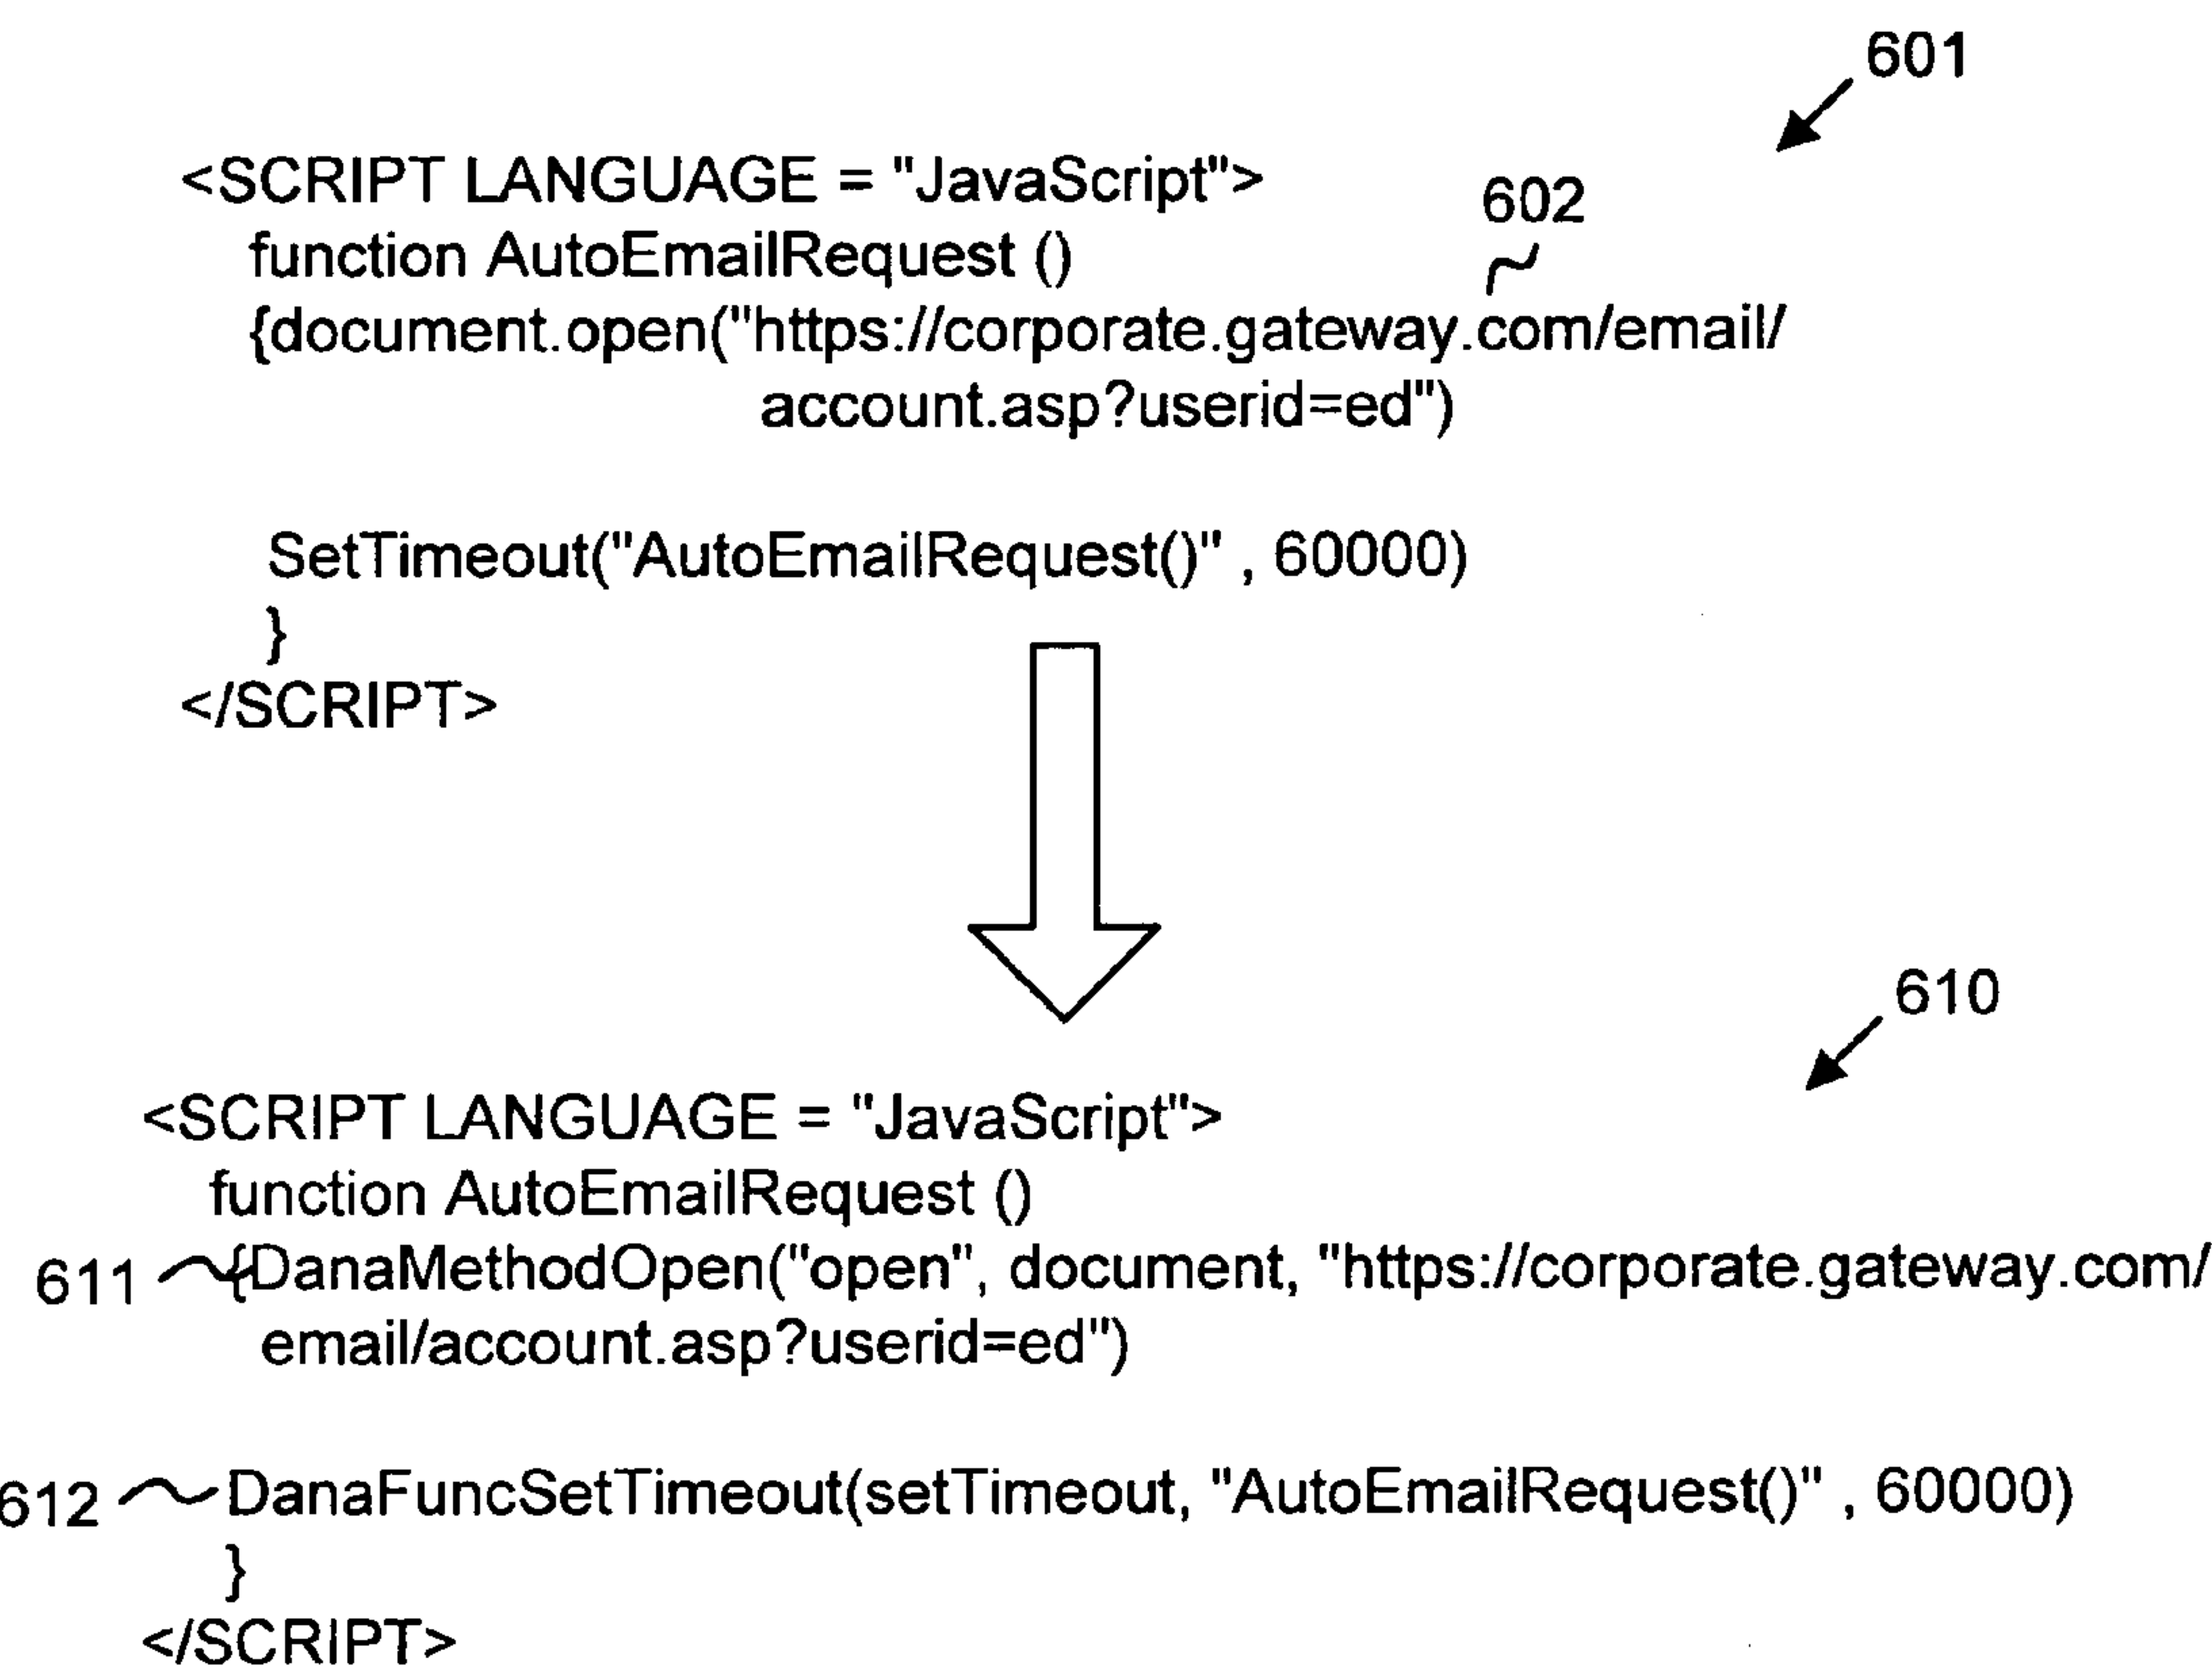 601
<SCRIPT LANGUAGE = "JavaScript">
602
function AutoEmailRequest ()
{document.open("https://corporate.gateway.com/email/
account.asp?userid=ed")
SetTimeout("AutoEmailRequest()" , 60000)
}
</SCRIPT>
610
<SCRIPT LANGUAGE = "JavaScript">
function AutoEmailRequest ()
611 {DanaMethodOpen("open", document, "https://corporate.gateway.com/
email/account.asp?userid=ed")
612 DanaFuncSetTimeout(setTimeout, "AutoEmailRequest()" , 60000)
}
</SCRIPT>